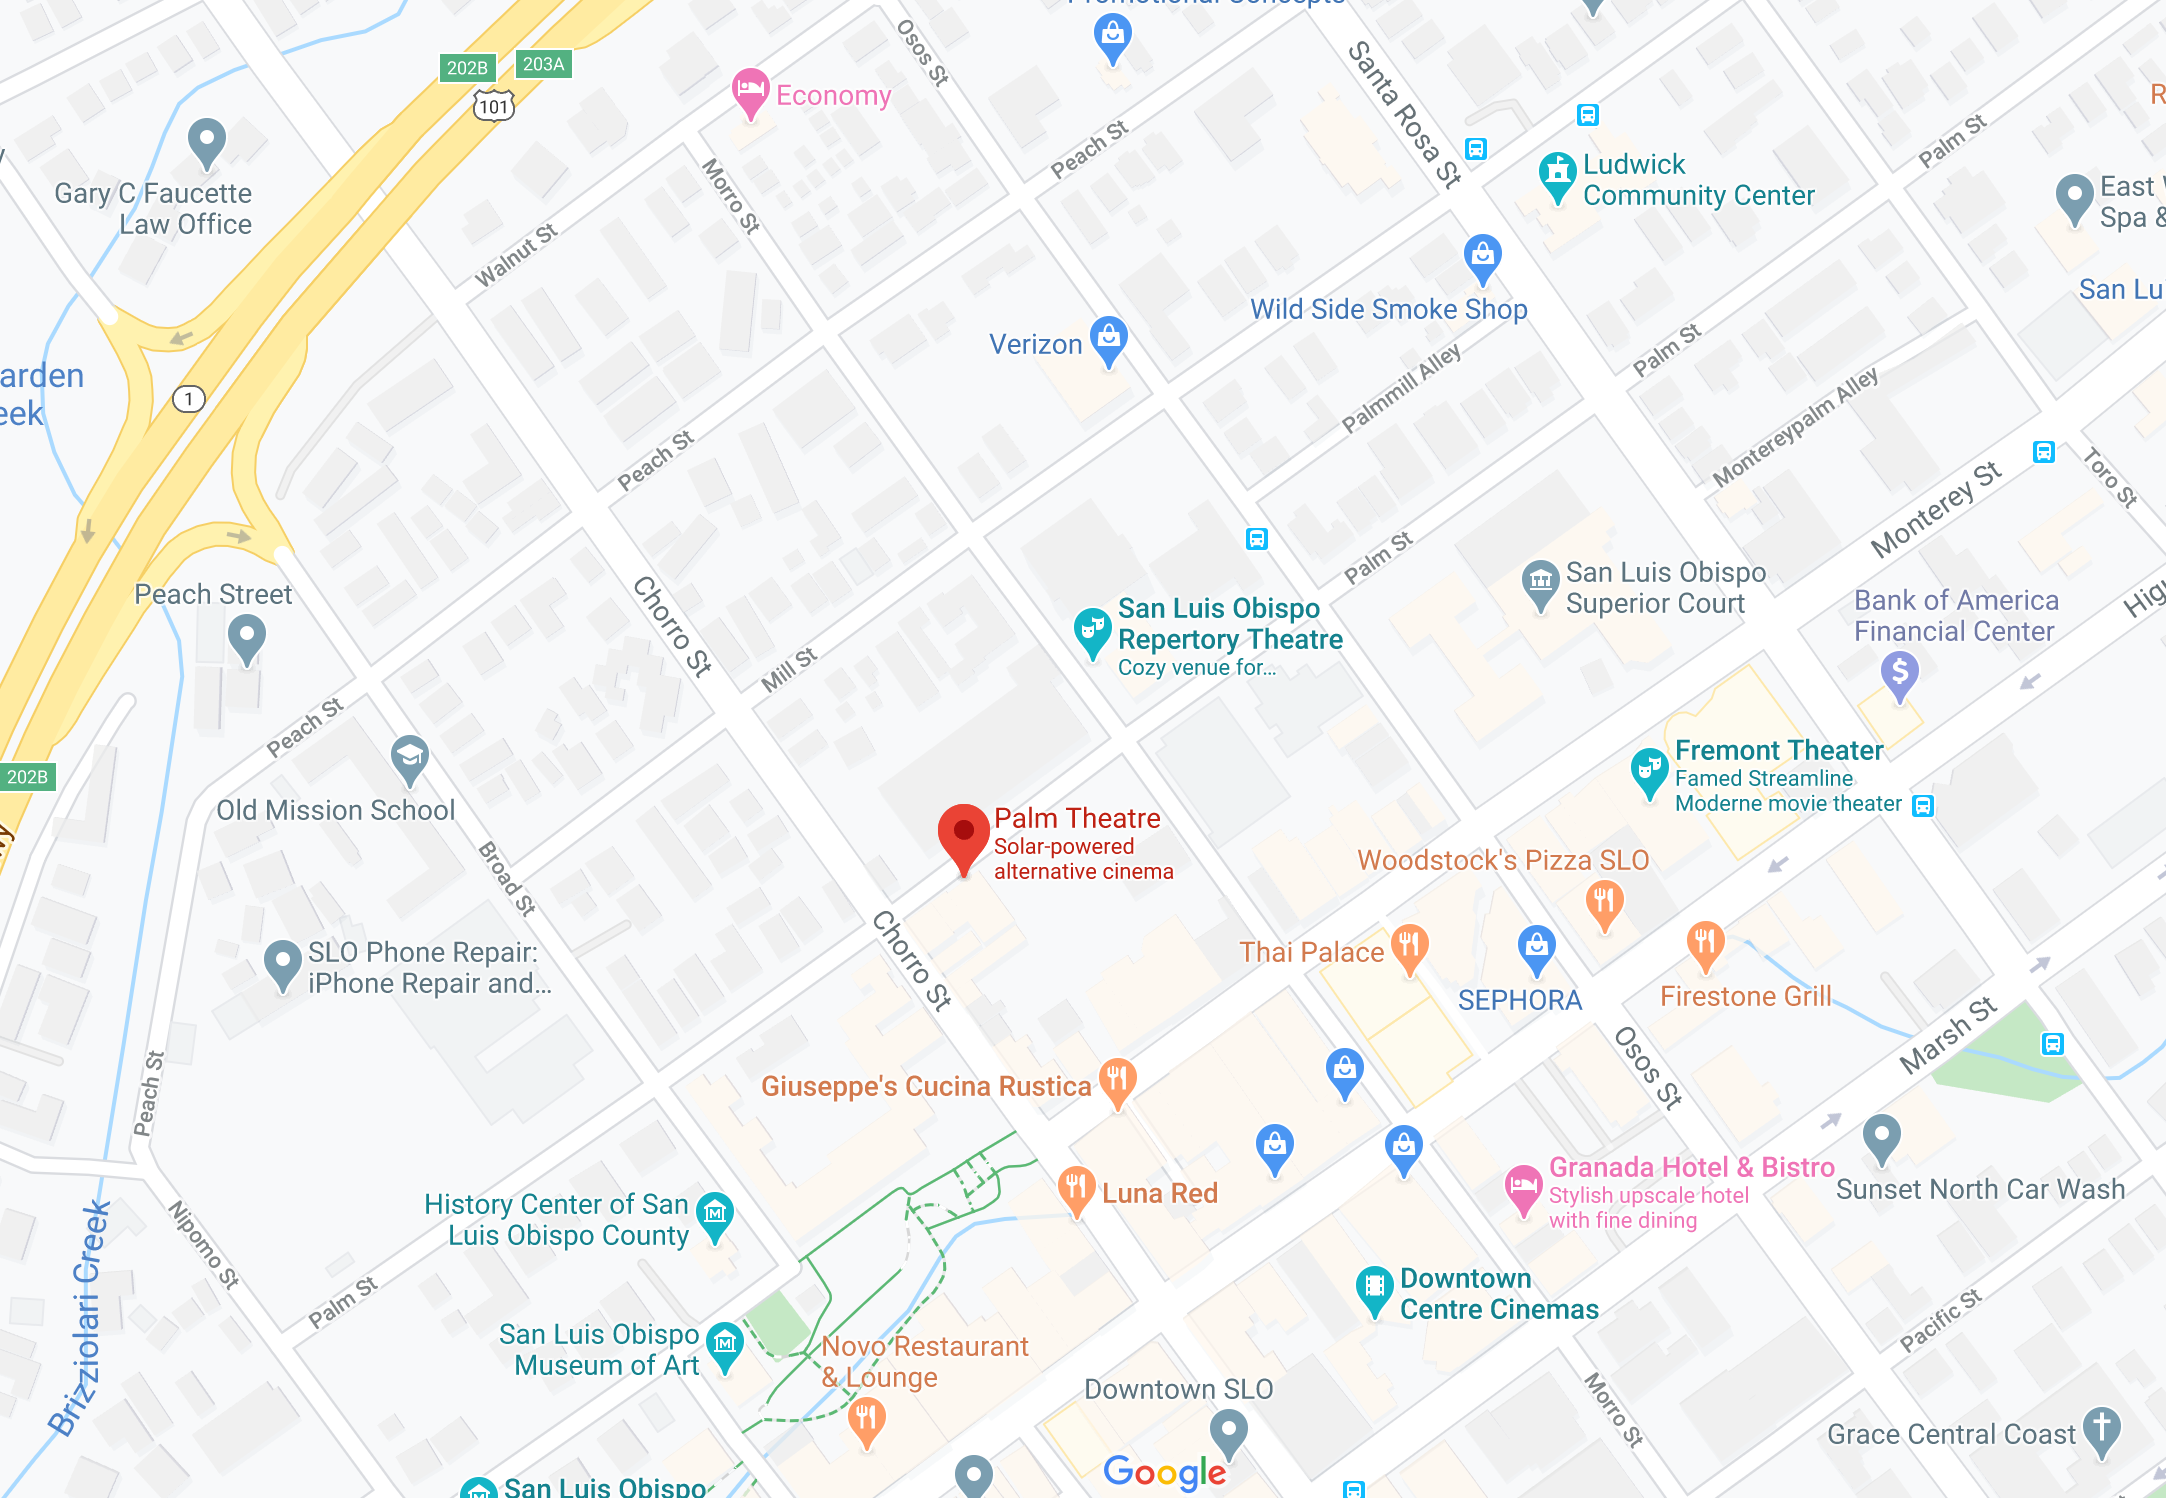 Promotional Concepts
Osos St
Santa Rosa St
202B
203A
101
Economy
Peach St
Palm St
Gary C Faucette
Law Office
Morro St
Ludwick
Community Center
East
Spa &
Walnut St
Wild Side Smoke Shop
San Lu
Verizon
Palm St
arden
eek
1
Palmmill Alley
Montereypalm Alley
Peach St
Monterey St
Toro St
Palm St
Peach Street
Chorro St
San Luis Obispo
Superior Court
San Luis Obispo
Repertory Theatre
Cozy venue for...
Bank of America
Financial Center
Mill St
Peach St
202B
Old Mission School
Fremont Theater
Famed Streamline
Moderne movie theater
Palm Theatre
Solar-powered
alternative cinema
Broad St
Woodstock's Pizza SLO
Chorro St
SLO Phone Repair:
iPhone Repair and...
Thai Palace
SEPHORA
Firestone Grill
Marsh St
Osos St
Peach St
Giuseppe's Cucina Rustica
Granada Hotel & Bistro
Stylish upscale hotel
with fine dining
Sunset North Car Wash
Luna Red
History Center of San
Luis Obispo County
Nipomo St
Brizziolari Creek
Palm St
Downtown
Centre Cinemas
San Luis Obispo
Museum of Art
Novo Restaurant
& Lounge
Pacific St
Downtown SLO
Morro St
Grace Central Coast
Google
San Luis Obispo